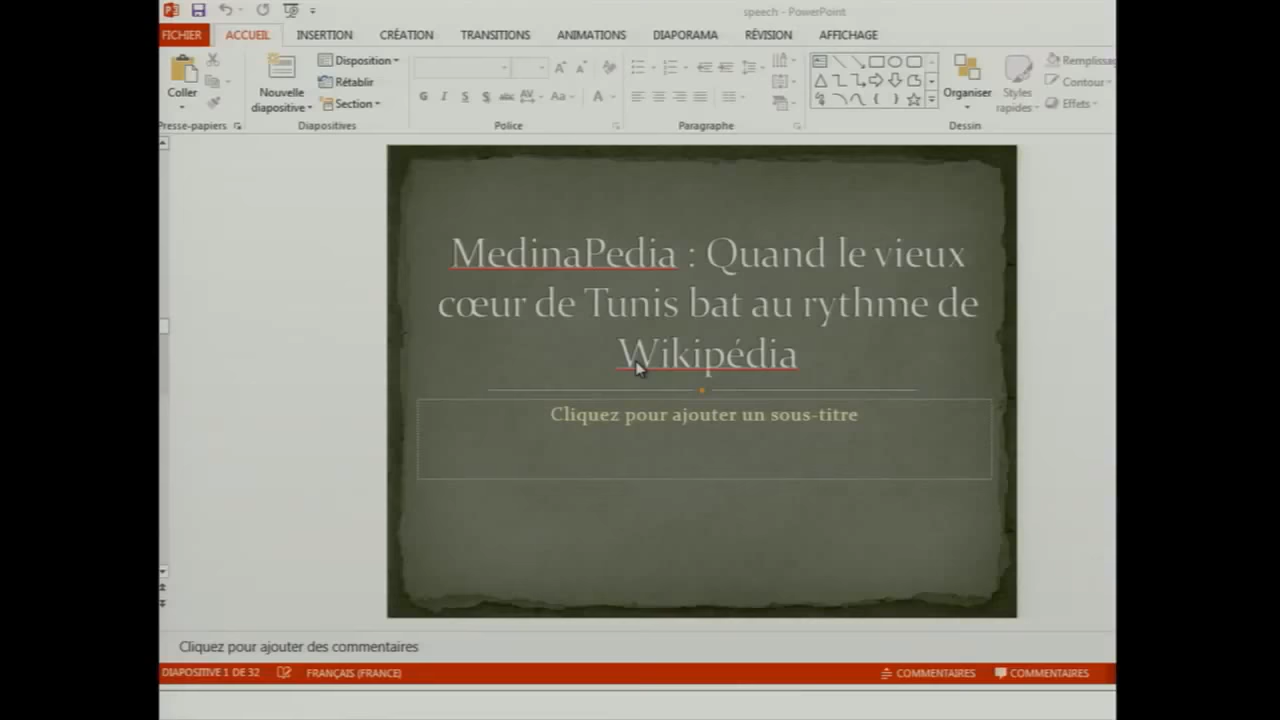 speech - PowerPoint
FICHIER ACCUEIL INSERTION CRÉATION TRANSITIONS ANIMATIONS DIAPORAMA RÉVISION AFFICHAGE
Coller
Nouvelle
diapositive
Disposition
Rétablir
Section
Organiser
Styles
rapides
Remplissa
Contour
Effets
Presse-papiers Diapositives Police Paragraphe Dessin
MedinaPedia : Quand le vieux
cœur de Tunis bat au rythme de
Wikipédia
Cliquez pour ajouter un sous-titre
Cliquez pour ajouter des commentaires
DIAPOSITIVE 1 DE 32 FRANÇAIS (FRANCE) COMMENTAIRES COMMENTAIRES